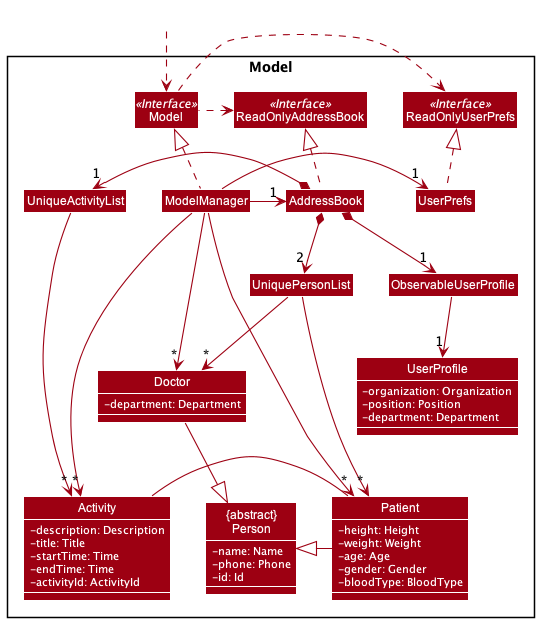 Model
«Interface»
Model
«Interface»
ReadOnlyAddressBook
«Interface»
ReadOnlyUserPrefs
1
1
1
UniqueActivityList
ModelManager
AddressBook
UserPrefs
2
1
UniquePersonList
ObservableUserProfile
1
*
*
UserProfile
-organization: Organization
-position: Position
-department: Department
Doctor
-department: Department
*
*
*
*
Activity
-description: Description
-title: Title
-startTime: Time
-endTime: Time
-activityId: ActivityId
{abstract}
Person
-name: Name
-phone: Phone
-id: Id
Patient
-height: Height
-weight: Weight
-age: Age
-gender: Gender
-bloodType: BloodType